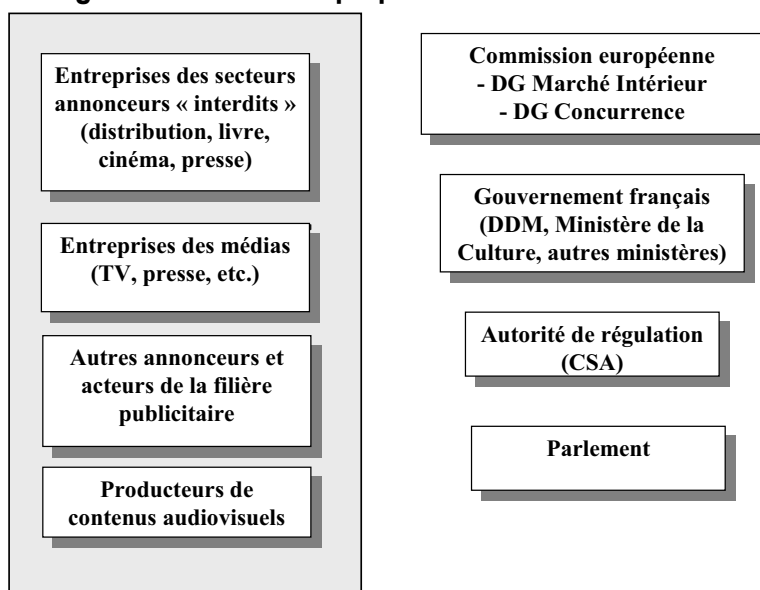 Entreprises des secteurs
annonceurs « interdits »
(distribution, livre,
cinéma, presse)
Entreprises des médias
(TV, presse, etc.)
Autres annonceurs et
acteurs de la filière
publicitaire
Producteurs de
contenus audiovisuels
Commission européenne
- DG Marché Intérieur
- DG Concurrence
Gouvernement français
(DDM, Ministère de la
Culture, autres ministères)
Autorité de régulation
(CSA)
Parlement